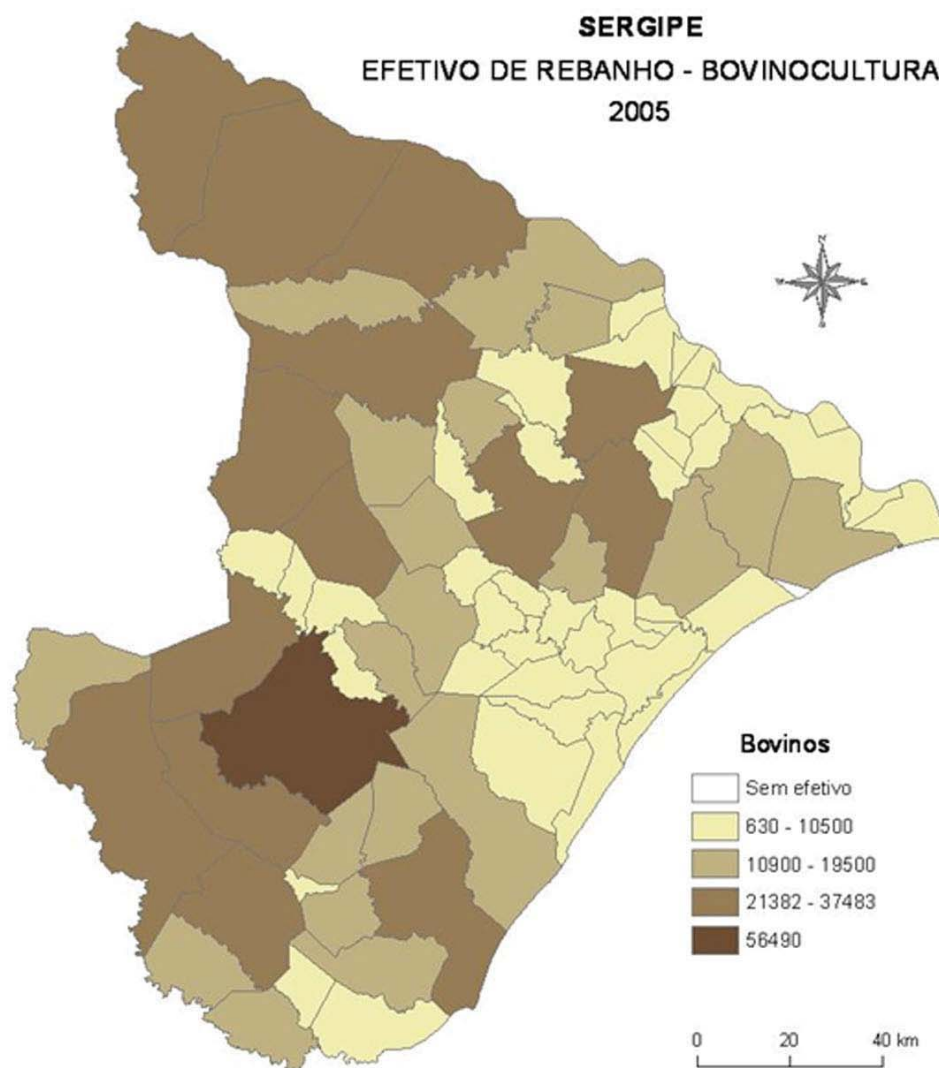 SERGIPE
EFETIVO DE REBANHO - BOVINOCULTURA
2005
N
Bovinos
Sem efetivo
630 - 10500
10900 - 19500
21382 - 37483
56490
0 20 40 km